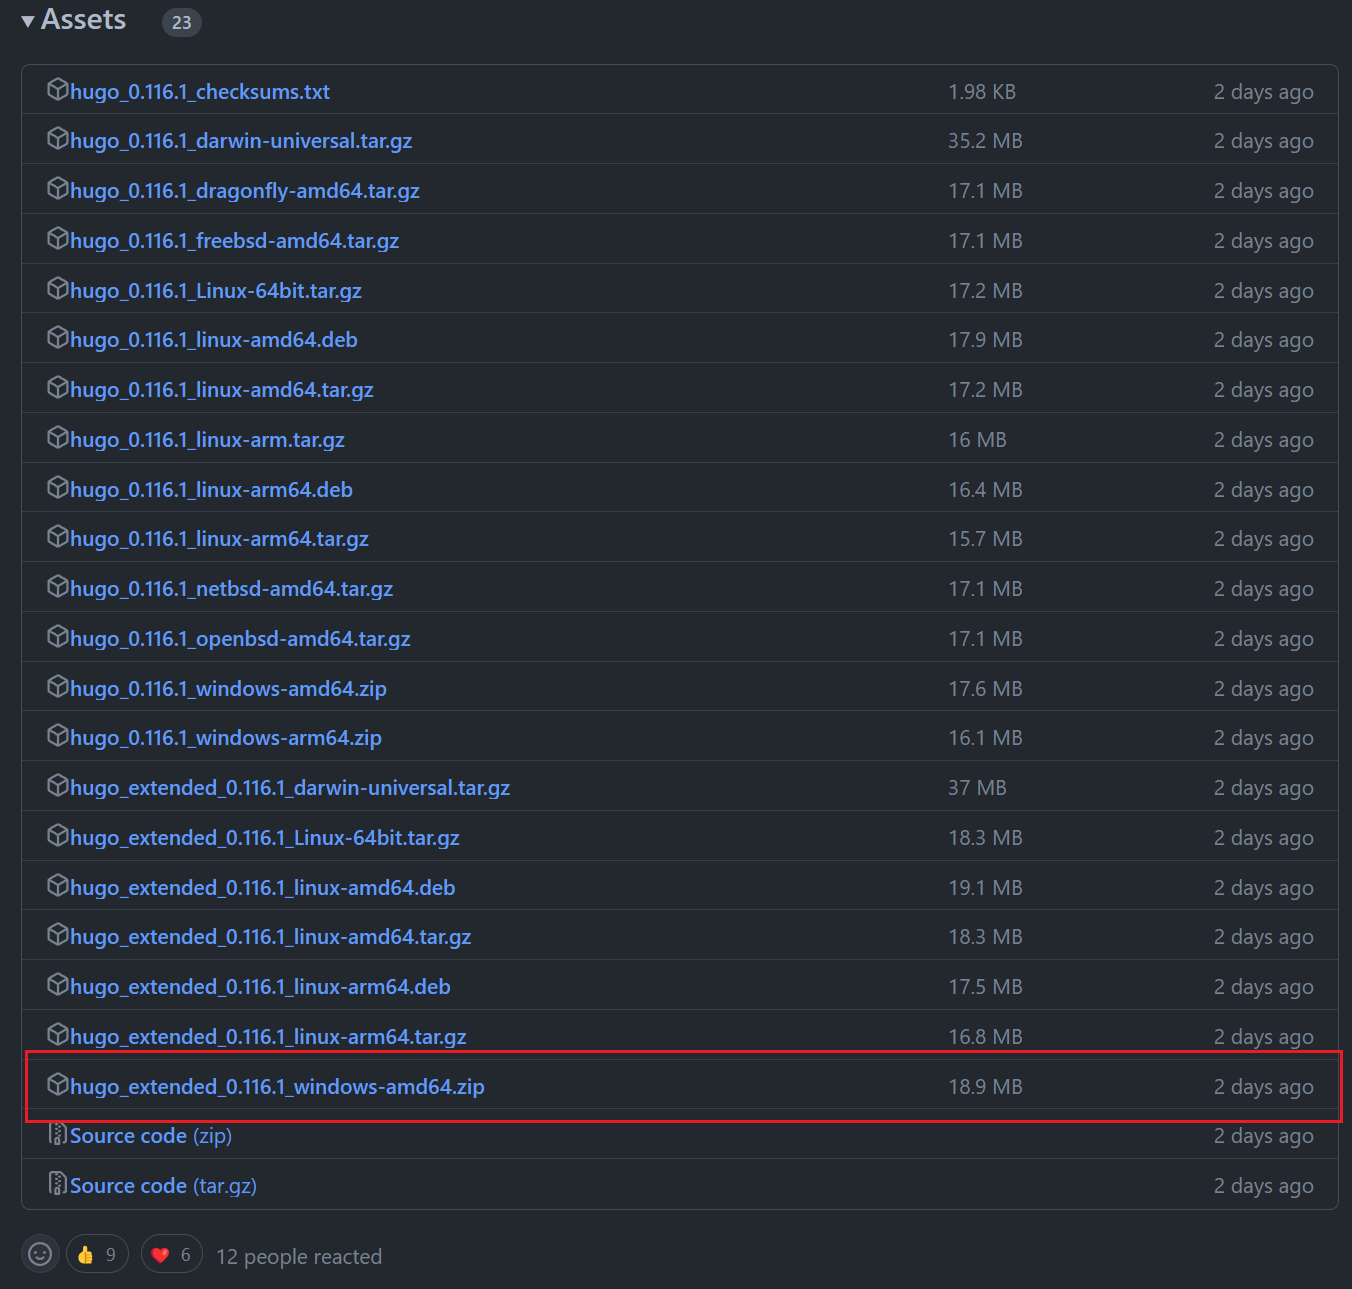 Assets 23
hugo_0.116.1_checksums.txt 1.98 KB 2 days ago
hugo_0.116.1_darwin-universal.tar.gz 35.2 MB 2 days ago
hugo_0.116.1_dragonfly-amd64.tar.gz 17.1 MB 2 days ago
hugo_0.116.1_freebsd-amd64.tar.gz 17.1 MB 2 days ago
hugo_0.116.1_Linux-64bit.tar.gz 17.2 MB 2 days ago
hugo_0.116.1_linux-amd64.deb 17.9 MB 2 days ago
hugo_0.116.1_linux-amd64.tar.gz 17.2 MB 2 days ago
hugo_0.116.1_linux-arm.tar.gz 16 MB 2 days ago
hugo_0.116.1_linux-arm64.deb 16.4 MB 2 days ago
hugo_0.116.1_linux-arm64.tar.gz 15.7 MB 2 days ago
hugo_0.116.1_netbsd-amd64.tar.gz 17.1 MB 2 days ago
hugo_0.116.1_openbsd-amd64.tar.gz 17.1 MB 2 days ago
hugo_0.116.1_windows-amd64.zip 17.6 MB 2 days ago
hugo_0.116.1_windows-arm64.zip 16.1 MB 2 days ago
hugo_extended_0.116.1_darwin-universal.tar.gz 37 MB 2 days ago
hugo_extended_0.116.1_Linux-64bit.tar.gz 18.3 MB 2 days ago
hugo_extended_0.116.1_linux-amd64.deb 19.1 MB 2 days ago
hugo_extended_0.116.1_linux-amd64.tar.gz 18.3 MB 2 days ago
hugo_extended_0.116.1_linux-arm64.deb 17.5 MB 2 days ago
hugo_extended_0.116.1_linux-arm64.tar.gz 16.8 MB 2 days ago
hugo_extended_0.116.1_windows-amd64.zip 18.9 MB 2 days ago
Source code (zip) 2 days ago
Source code (tar.gz) 2 days ago
9 6 12 people reacted